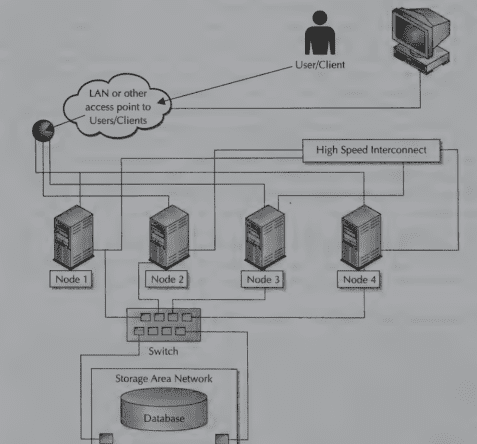 User/Client
LAN or other
access point to
Users/Clients
High Speed Interconnect
Node 1
Node 2
Node 3
Node 4
Switch
Storage Area Network
Database